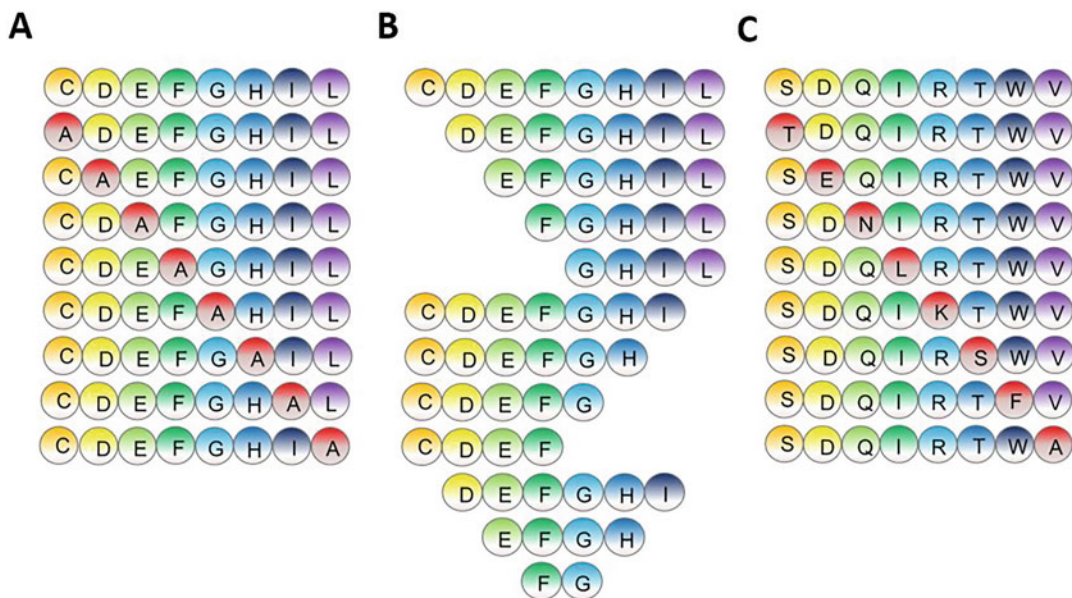 A
C D E F G H I L
A D E F G H I L
C A E F G H I L
C D A F G H I L
C D E A G H I L
C D E F A H I L
C D E F G A I L
C D E F G H A L
C D E F G H I A
B
C D E F G H I L
D E F G H I L
E F G H I L
F G H I L
G H I L
C D E F G H I
C D E F G H
C D E F G
C D E F
D E F G H I
E F G H
F G
C
S D Q I R T W V
T D Q I R T W V
S E Q I R T W V
S D N I R T W V
S D Q L R T W V
S D Q I K T W V
S D Q I R S W V
S D Q I R T F V
S D Q I R T W A